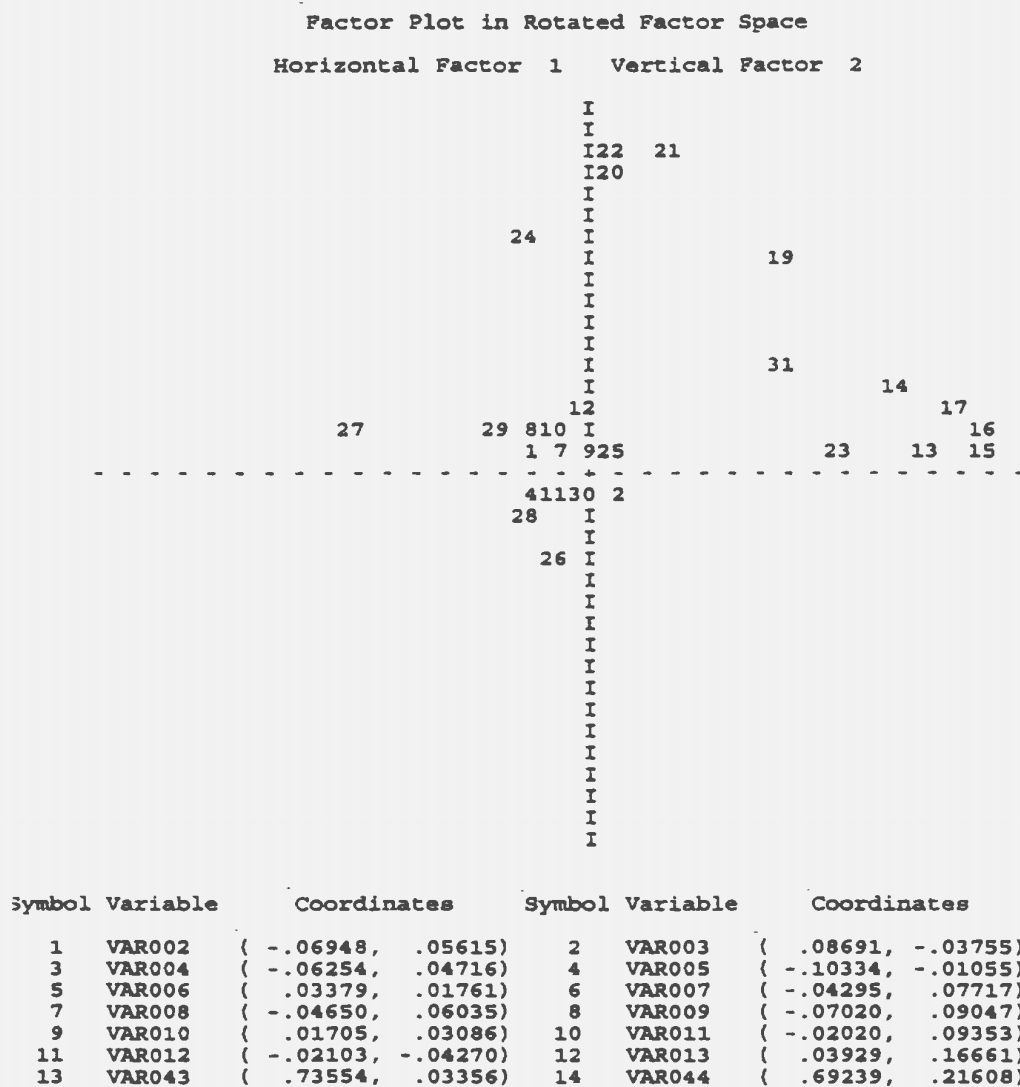 Factor Plot in Rotated Factor Space
Horizontal Factor 1 Vertical Factor 2
I
I
I22 21
I20
I
I
24 I
I 19
I
I
I
I
I 31
I 14
12 17
27 29 810 I 16
1 7 925 23 13 15
- - - - - - - - - - - - - - - - - + - - - - - - - - - - - - - - -
41130 2
28 I
I
26 I
I
I
I
I
I
I
I
I
I
I
I
I
I
Symbol Variable Coordinates Symbol Variable Coordinates
1 VAR002 ( -.06948, .05615) 2 VAR003 ( .08691, -.03755)
3 VAR004 ( -.06254, .04716) 4 VAR005 ( -.10334, -.01055)
5 VAR006 ( .03379, .01761) 6 VAR007 ( -.04295, .07717)
7 VAR008 ( -.04650, .06035) 8 VAR009 ( -.07020, .09047)
9 VAR010 ( .01705, .03086) 10 VAR011 ( -.02020, .09353)
11 VAR012 ( -.02103, -.04270) 12 VAR013 ( .03929, .16661)
13 VAR043 ( .73554, .03356) 14 VAR044 ( .69239, .21608)